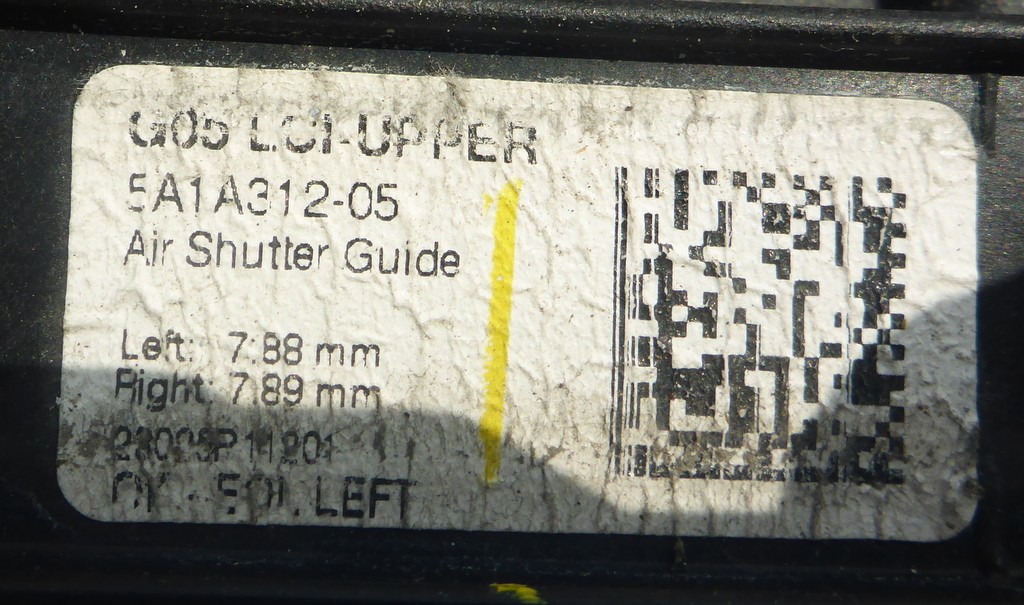 G05 LCI-UPPER
5A1A312-05
Air Shutter Guide
Left: 7.88 mm
Right: 7.89 mm
LEFT